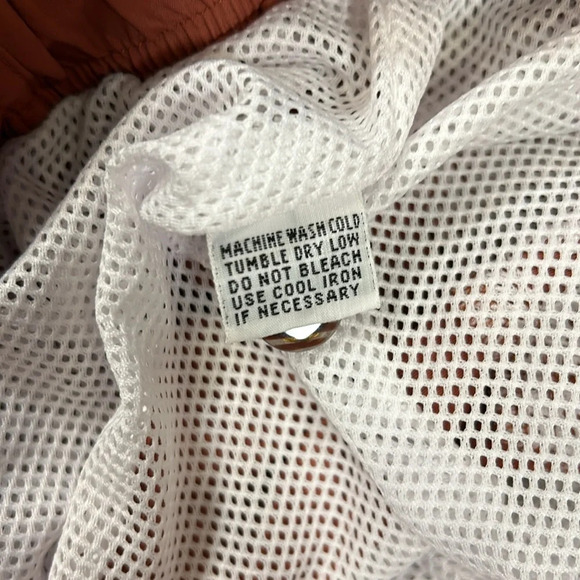 MACHINE WASH COLD
TUMBLE DRY LOW
DO NOT BLEACH
USE COOL IRON
IF NECESSARY